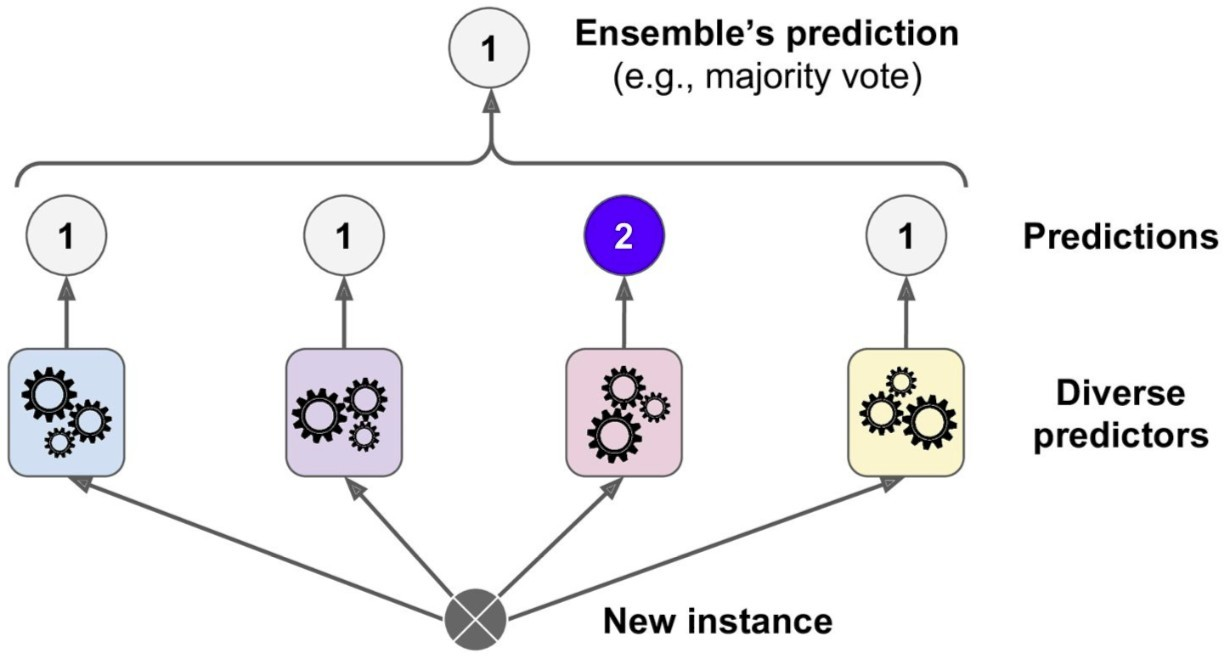 1
Ensemble’s prediction
(e.g., majority vote)
1
1
2
1
Predictions
Diverse
predictors
New instance